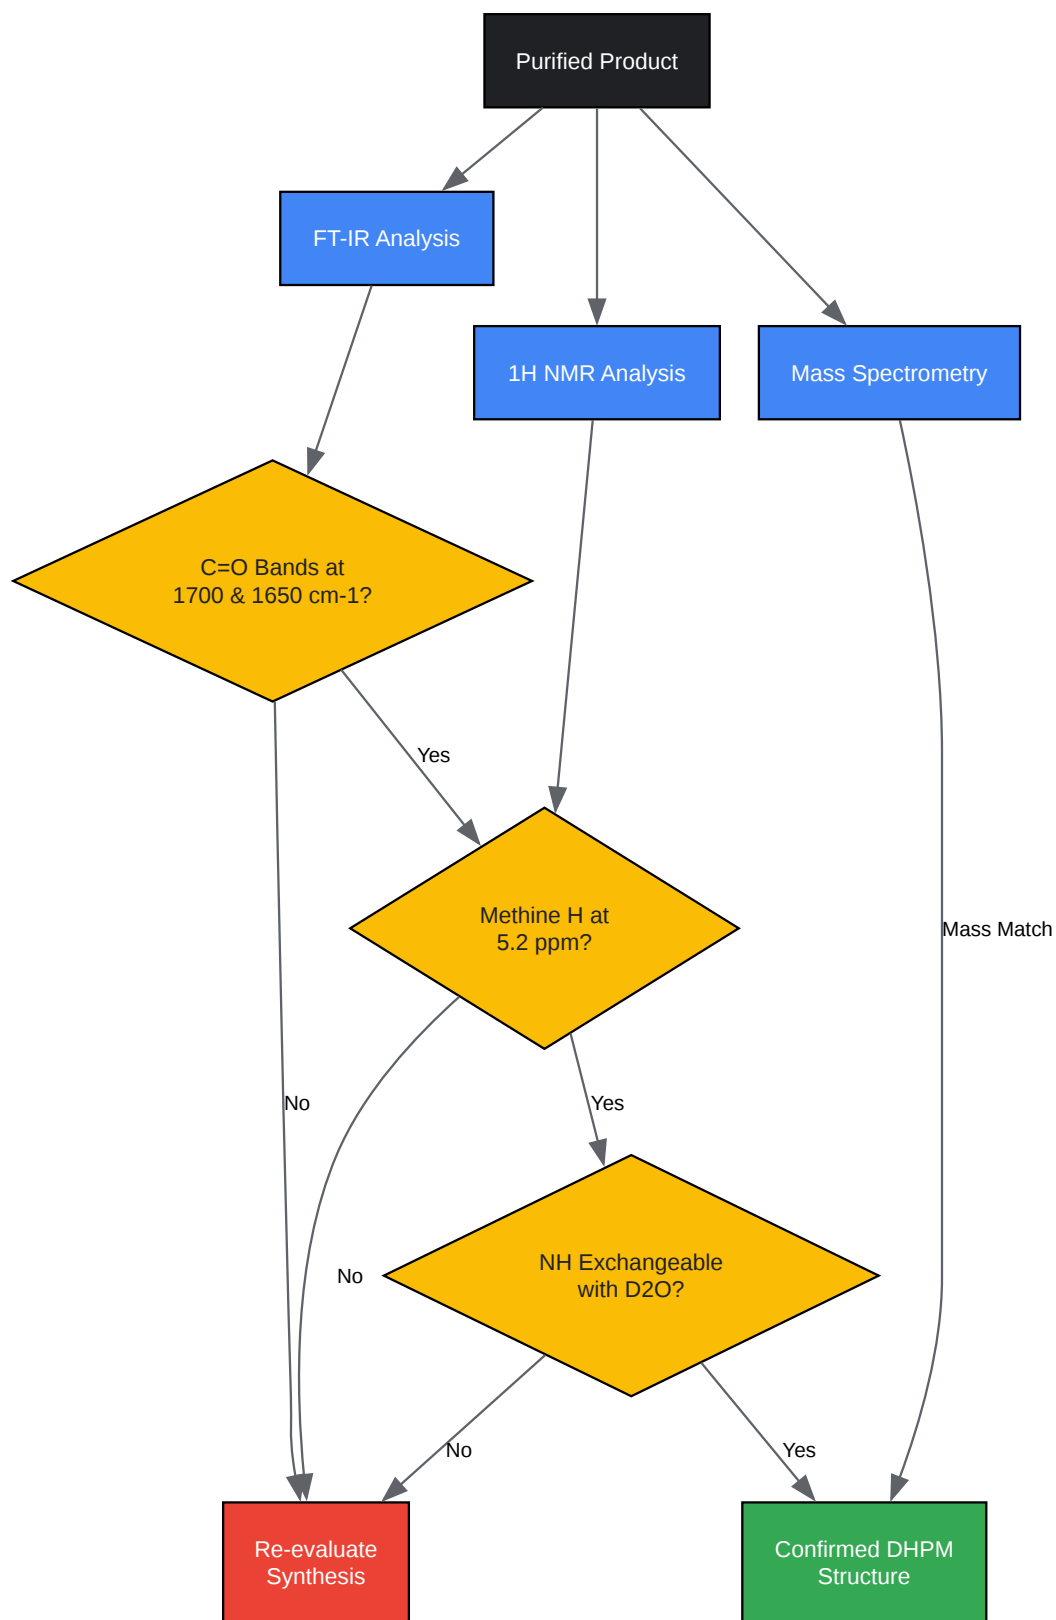 Purified Product
FT-IR Analysis
1H NMR Analysis
Mass Spectrometry
C=O Bands at
1700 & 1650 cm-1?
Yes
Methine H at
5.2 ppm?
Mass Match
No
Yes
No
NH Exchangeable
with D2O?
No
Yes
Re-evaluate
Synthesis
Confirmed DHPM
Structure